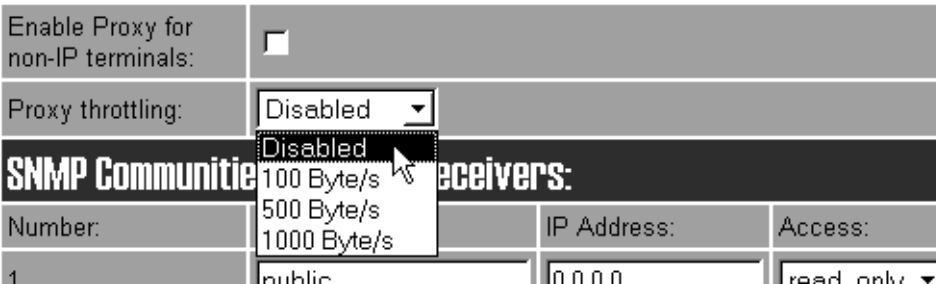 Enable Proxy for
non-IP terminals:
Proxy throttling:
Disabled
Disabled
100 Byte/s
500 Byte/s
1000 Byte/s
SNMP Communitie
eceivers:
Number:
IP Address:
Access:
1
public
0.0.0.0
read only